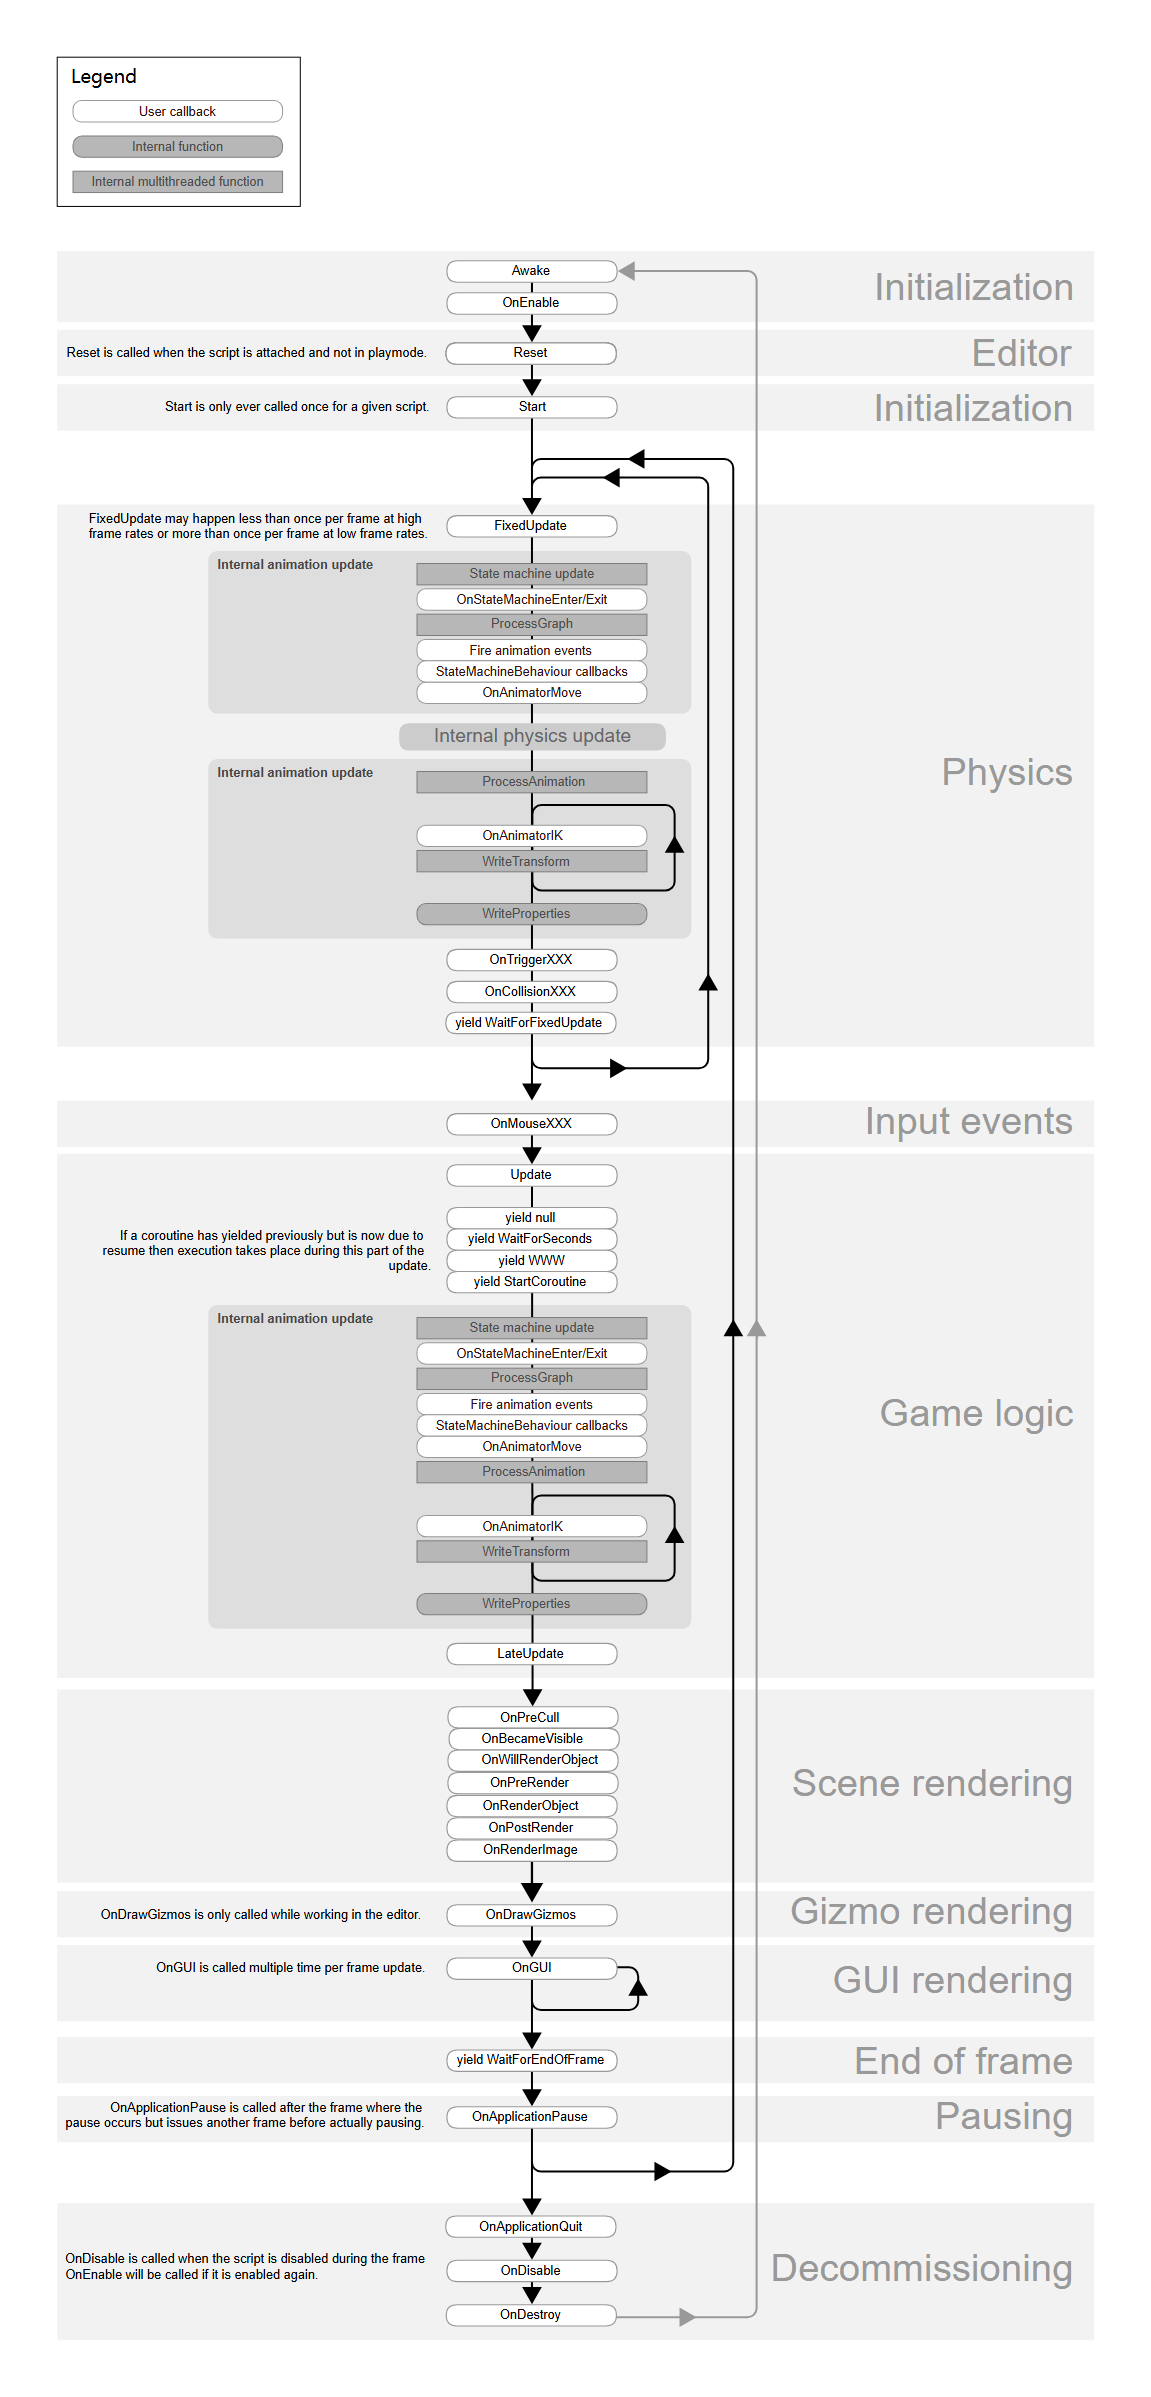 Legend
User callback
Internal function
Internal multithreaded function
Awake
OnEnable
Initialization
Reset is called when the script is attached and not in playmode.
Reset
Editor
Start is only ever called once for a given script.
Start
Initialization
FixedUpdate may happen less than once per frame at high
frame rates or more than once per frame at low frame rates.
FixedUpdate
Internal animation update
State machine update
OnStateMachineEnter/Exit
ProcessGraph
Fire animation events
StateMachineBehaviour callbacks
OnAnimatorMove
Internal physics update
Physics
Internal animation update
ProcessAnimation
OnAnimatorIK
WriteTransform
WriteProperties
OnTriggerXXX
OnCollisionXXX
yield WaitForFixedUpdate
OnMouseXXX
Input events
Update
yield null
If a coroutine has yielded previously but is now due to
resume then execution takes place during this part of the
update.
yield WaitForSeconds
yield WWW
yield StartCoroutine
Internal animation update
State machine update
OnStateMachineEnter/Exit
ProcessGraph
Fire animation events
StateMachineBehaviour callbacks
OnAnimatorMove
ProcessAnimation
Game logic
OnAnimatorIK
WriteTransform
WriteProperties
LateUpdate
OnPreCull
OnBecameVisible
OnWillRenderObject
OnPreRender
OnRenderObject
OnPostRender
OnRenderImage
Scene rendering
OnDrawGizmos is only called while working in the editor.
OnDrawGizmos
Gizmo rendering
OnGUI is called multiple time per frame update.
OnGUI
GUI rendering
yield WaitForEndOfFrame
End of frame
OnApplicationPause is called after the frame where the
pause occurs but issues another frame before actually pausing.
OnApplicationPause
Pausing
OnApplicationQuit
OnDisable is called when the script is disabled during the frame
OnEnable will be called if it is enabled again.
OnDisable
OnDestroy
Decommissioning